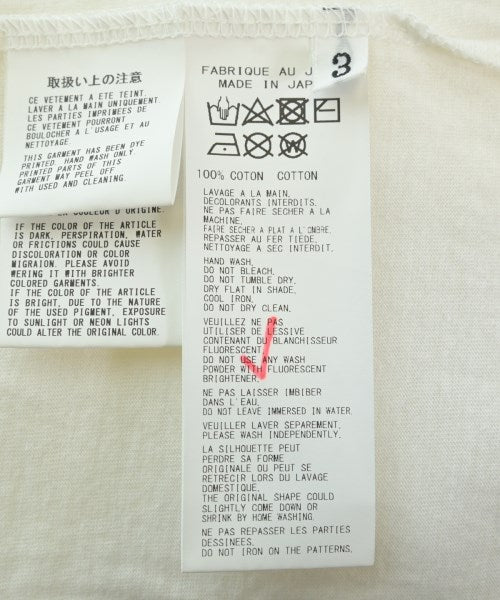 取扱い上の注意
CE VETEMENT A ETE TEINT.
LAVER A LA MAIN UNIQUEMENT.
LES PARTIES IMPRIMEES DE
CE VETEMENT POURRONT
BOULOCHER A L'USAGE ET AU
NETTOYAGE.
THIS GARMENT HAS BEEN DYE
PRINTED. HAND WASH ONLY.
PRINTED PARTS OF THIS
GARMENT MAY PEEL OFF
WITH USED AND CLEANING.
COULEUR D'ORIGINE.
IF THE COLOR OF THE ARTICLE
IS DARK, PERSPIRATION, WATER
OR FRICTIONS COULD CAUSE
DISCOLORATION OR COLOR
MIGRATION. PLEASE AVOID
WERING IT WITH BRIGHTER
COLORED GARMENTS.
IF THE COLOR OF THE ARTICLE
IS BRIGHT, DUE TO THE NATURE
OF THE USED PIGMENT, EXPOSURE
TO SUNLIGHT OR NEON LIGHTS
COULD ALTER THE ORIGINAL COLOR.
3
FABRIQUE AU J
MADE IN JAP
100% COTON COTTON
LAVAGE A LA MAIN.
DECOLORANTS INTERDITS.
NE PAS FAIRE SECHER A LA
MACHINE.
FAIRE SECHER A PLAT A L'OMBRE.
REPASSER AU FER TIEDE.
NETTOYAGE A SEC INTERDIT.
HAND WASH.
DO NOT BLEACH.
DO NOT TUMBLE DRY.
DRY FLAT IN SHADE.
COOL IRON.
DO NOT DRY CLEAN.
VEUILLEZ NE PAS
UTILISER DE LESSIVE
CONTENANT DU BLANCHISSEUR
FLUORESCENT.
DO NOT USE ANY WASH
POWDER WITH FLUORESCENT
BRIGHTENER.
NE PAS LAISSER IMBIBER
DANS L'EAU.
DO NOT LEAVE IMMERSED IN WATER.
VEUILLER LAVER SEPAREMENT.
PLEASE WASH INDEPENDENTLY.
LA SILHOUETTE PEUT
PERDRE SA FORME
ORIGINALE OU PEUT SE
RETRECIR LORS DU LAVAGE
DOMESTIQUE.
THE ORIGINAL SHAPE COULD
SLIGHTLY COME DOWN OR
SHRINK BY HOME WASHING.
NE PAS REPASSER LES PARTIES
DESSINEES.
DO NOT IRON ON THE PATTERNS.